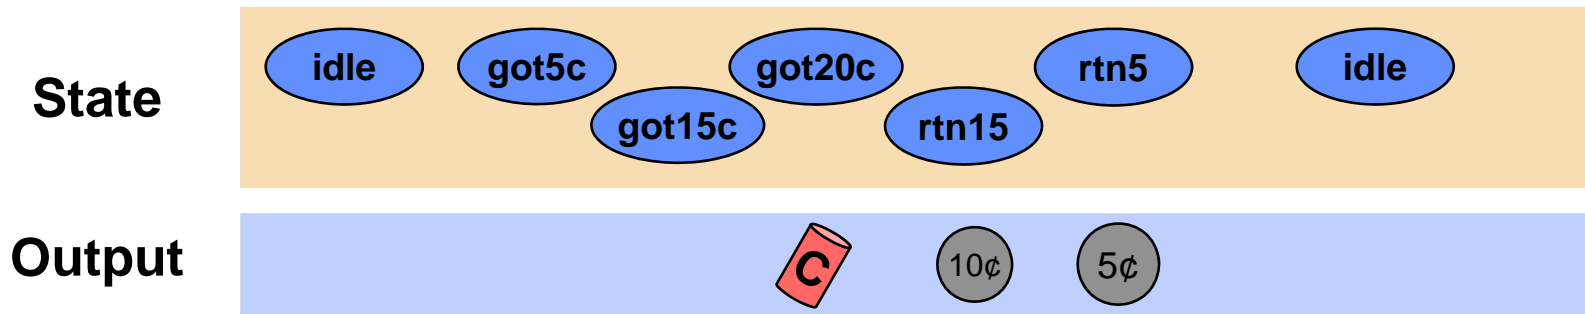 State
idle
got5c
got15c
got20c
rtn15
rtn5
idle
Output
C
10¢
5¢